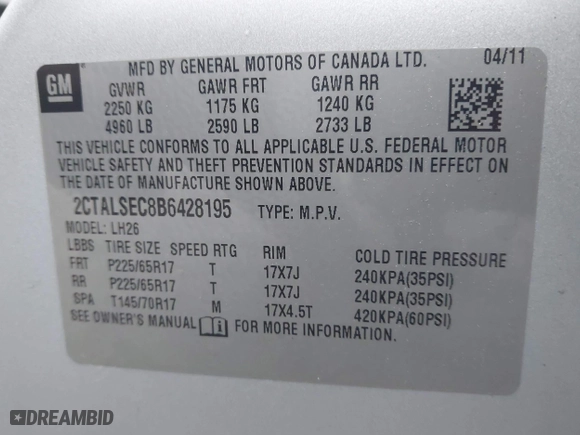 GM
MFD BY GENERAL MOTORS OF CANADA LTD. 04/11
GVWR GAWR FRT GAWR RR
2250 KG 1175 KG 1240 KG
4960 LB 2590 LB 2733 LB
THIS VEHICLE CONFORMS TO ALL APPLICABLE U.S. FEDERAL MOTOR
VEHICLE SAFETY AND THEFT PREVENTION STANDARDS IN EFFECT ON
THE DATE OF MANUFACTURE SHOWN ABOVE.
2CTALSEC8B6428195 TYPE: M.P.V.
MODEL: LH26
LBBS TIRE SIZE SPEED RTG RIM COLD TIRE PRESSURE
FRT P225/65R17 T 17X7J 240KPA(35PSI)
RR P225/65R17 T 17X7J 240KPA(35PSI)
SPA T145/70R17 M 17X4.5T 420KPA(60PSI)
SEE OWNER'S MANUAL FOR MORE INFORMATION.
DREAMBID